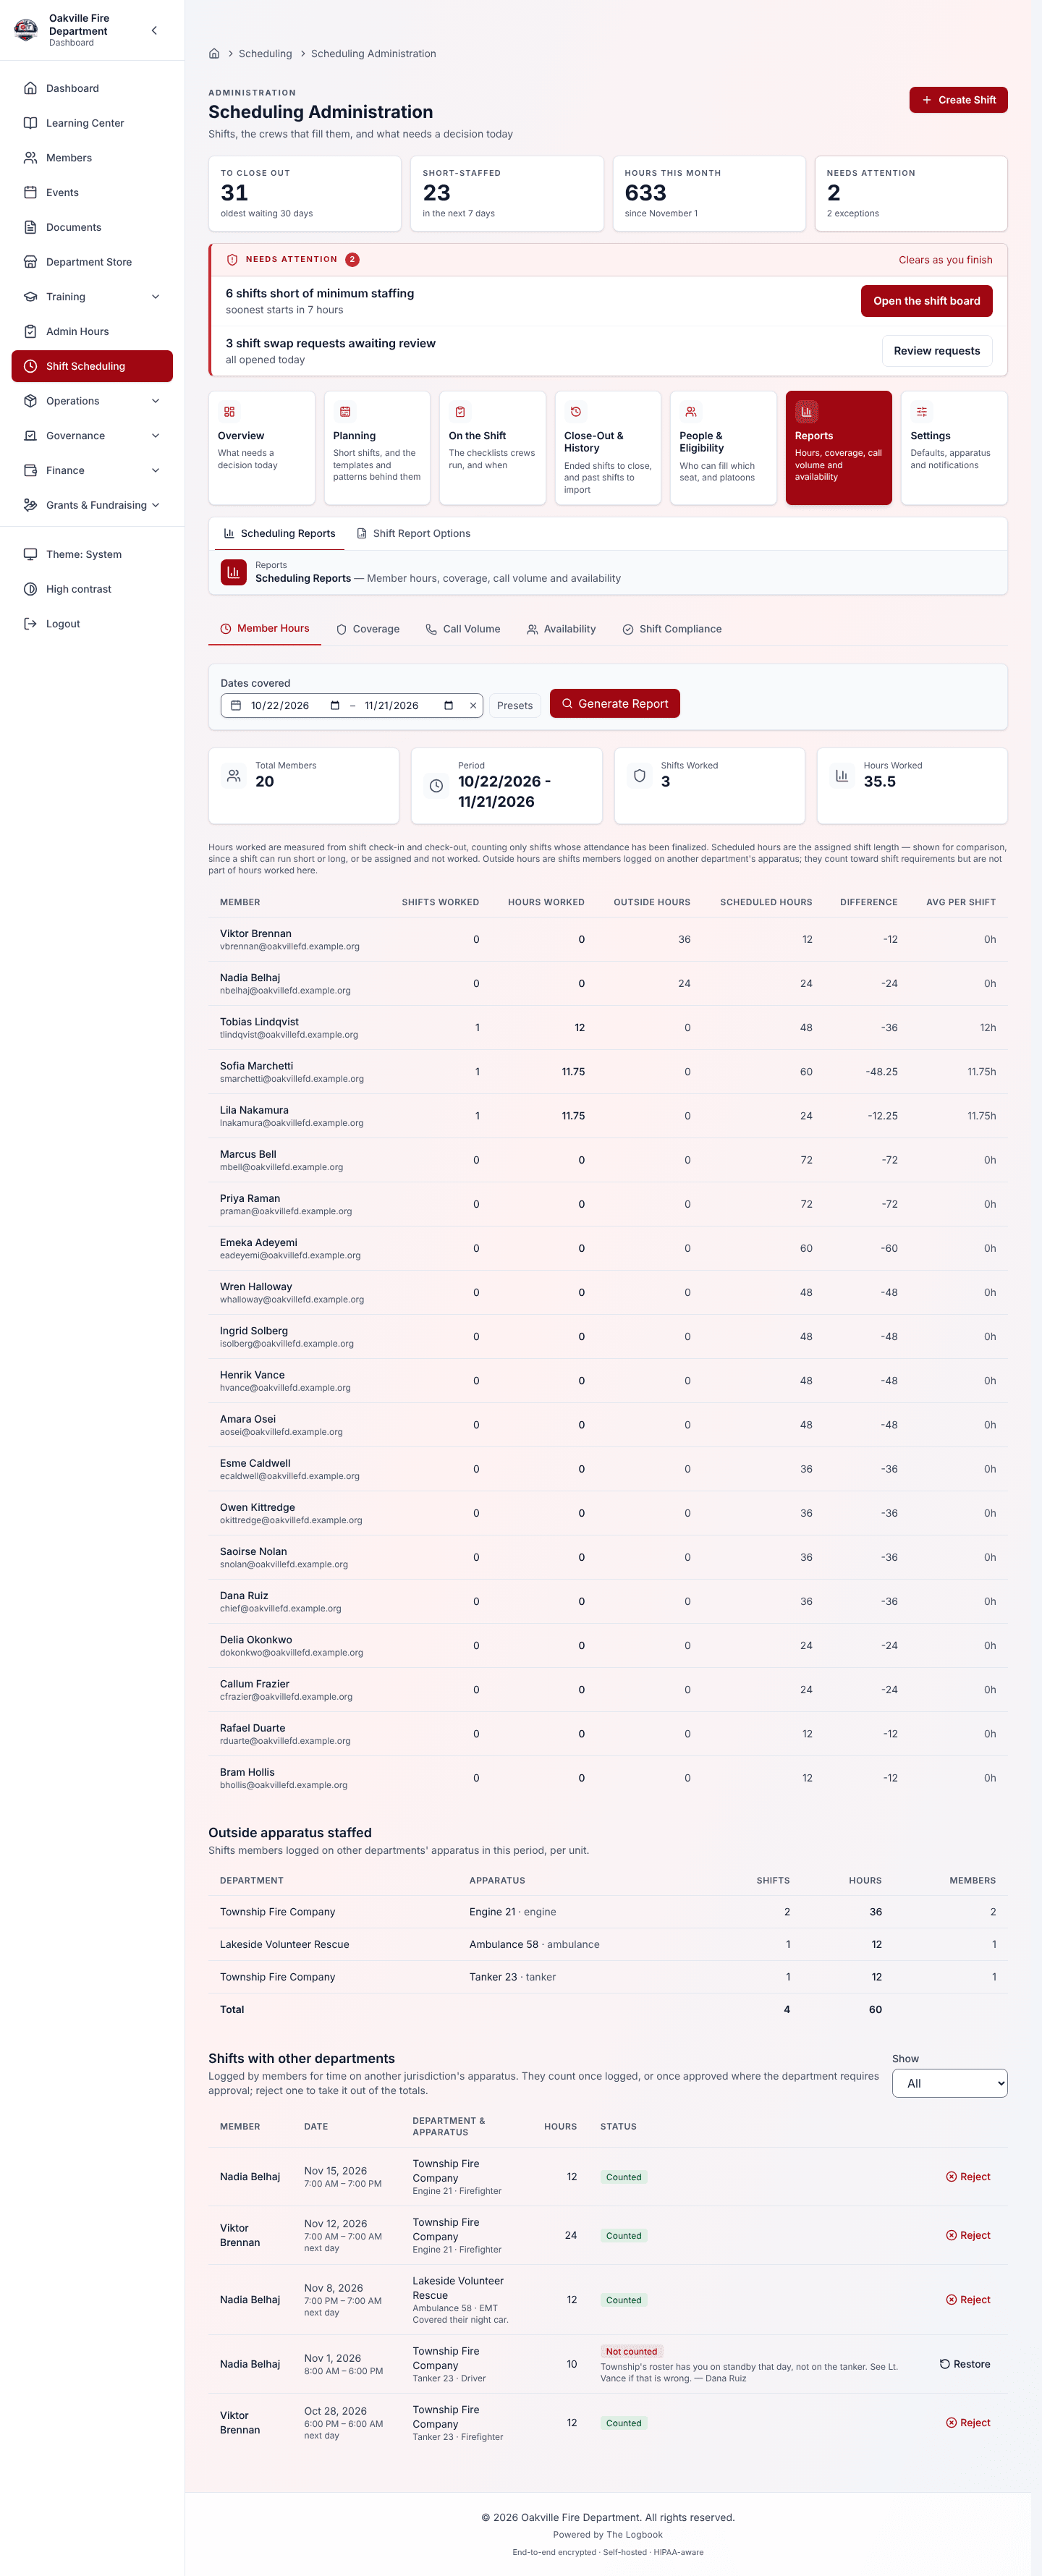 Oakville Fire
Department
Dashboard
Dashboard
Learning Center
Members
Events
Documents
Department Store
Training
Admin Hours
Shift Scheduling
Operations
Governance
Finance
Grants & Fundraising
Theme: System
High contrast
Logout
Scheduling
Scheduling Administration
ADMINISTRATION
Scheduling Administration
Shifts, the crews that fill them, and what needs a decision today
Create Shift
TO CLOSE OUT
31
oldest waiting 30 days
SHORT-STAFFED
23
in the next 7 days
HOURS THIS MONTH
633
since November 1
NEEDS ATTENTION
2
2 exceptions
NEEDS ATTENTION 2
Clears as you finish
6 shifts short of minimum staffing
soonest starts in 7 hours
Open the shift board
3 shift swap requests awaiting review
all opened today
Review requests
Overview
What needs a
decision today
Planning
Short shifts, and the
templates and
patterns behind them
On the Shift
The checklists crews
run, and when
Close-Out &
History
Ended shifts to close,
and past shifts to
import
People &
Eligibility
Who can fill which
seat, and platoons
Reports
Hours, coverage, call
volume and
availability
Settings
Defaults, apparatus
and notifications
Scheduling Reports
Shift Report Options
Reports
Scheduling Reports — Member hours, coverage, call volume and availability
Member Hours
Coverage
Call Volume
Availability
Shift Compliance
Dates covered
10/22/2026 – 11/21/2026
Presets
Generate Report
Total Members
20
Period
10/22/2026 -
11/21/2026
Shifts Worked
3
Hours Worked
35.5
Hours worked are measured from shift check-in and check-out, counting only shifts whose attendance has been finalized. Scheduled hours are the assigned shift length — shown for comparison,
since a shift can run short or long, or be assigned and not worked. Outside hours are shifts members logged on another department's apparatus; they count toward shift requirements but are not
part of hours worked here.
MEMBER SHIFTS WORKED HOURS WORKED OUTSIDE HOURS SCHEDULED HOURS DIFFERENCE AVG PER SHIFT
Viktor Brennan
vbrennan@oakvillefd.example.org
0 0 36 12 -12 0h
Nadia Belhaj
nbelhaj@oakvillefd.example.org
0 0 24 24 -24 0h
Tobias Lindqvist
tlindqvist@oakvillefd.example.org
1 12 0 48 -36 12h
Sofia Marchetti
smarchetti@oakvillefd.example.org
1 11.75 0 60 -48.25 11.75h
Lila Nakamura
lnakamura@oakvillefd.example.org
1 11.75 0 24 -12.25 11.75h
Marcus Bell
mbell@oakvillefd.example.org
0 0 0 72 -72 0h
Priya Raman
praman@oakvillefd.example.org
0 0 0 72 -72 0h
Emeka Adeyemi
eadeyemi@oakvillefd.example.org
0 0 0 60 -60 0h
Wren Halloway
whalloway@oakvillefd.example.org
0 0 0 48 -48 0h
Ingrid Solberg
isolberg@oakvillefd.example.org
0 0 0 48 -48 0h
Henrik Vance
hvance@oakvillefd.example.org
0 0 0 48 -48 0h
Amara Osei
aosei@oakvillefd.example.org
0 0 0 48 -48 0h
Esme Caldwell
ecaldwell@oakvillefd.example.org
0 0 0 36 -36 0h
Owen Kittredge
okittredge@oakvillefd.example.org
0 0 0 36 -36 0h
Saoirse Nolan
snolan@oakvillefd.example.org
0 0 0 36 -36 0h
Dana Ruiz
chief@oakvillefd.example.org
0 0 0 36 -36 0h
Delia Okonkwo
dokonkwo@oakvillefd.example.org
0 0 0 24 -24 0h
Callum Frazier
cfrazier@oakvillefd.example.org
0 0 0 24 -24 0h
Rafael Duarte
rduarte@oakvillefd.example.org
0 0 0 12 -12 0h
Bram Hollis
bhollis@oakvillefd.example.org
0 0 0 12 -12 0h
Outside apparatus staffed
Shifts members logged on other departments' apparatus in this period, per unit.
DEPARTMENT APPARATUS SHIFTS HOURS MEMBERS
Township Fire Company Engine 21 · engine 2 36 2
Lakeside Volunteer Rescue Ambulance 58 · ambulance 1 12 1
Township Fire Company Tanker 23 · tanker 1 12 1
Total 4 60
Shifts with other departments
Logged by members for time on another jurisdiction's apparatus. They count once logged, or once approved where the department requires
approval; reject one to take it out of the totals.
Show
All
MEMBER DATE DEPARTMENT &
APPARATUS HOURS STATUS
Nadia Belhaj
Nov 15, 2026
7:00 AM – 7:00 PM
Township Fire
Company
Engine 21 · Firefighter
12
Counted
Reject
Viktor
Brennan
Nov 12, 2026
7:00 AM – 7:00 AM
next day
Township Fire
Company
Engine 21 · Firefighter
24
Counted
Reject
Nadia Belhaj
Nov 8, 2026
7:00 PM – 7:00 AM
next day
Lakeside Volunteer
Rescue
Ambulance 58 · EMT
Covered their night car.
12
Counted
Reject
Nadia Belhaj
Nov 1, 2026
8:00 AM – 6:00 PM
Township Fire
Company
Tanker 23 · Driver
10
Not counted
Township's roster has you on standby that day, not on the tanker. See Lt.
Vance if that is wrong. — Dana Ruiz
Restore
Viktor
Brennan
Oct 28, 2026
6:00 PM – 6:00 AM
next day
Township Fire
Company
Tanker 23 · Firefighter
12
Counted
Reject
© 2026 Oakville Fire Department. All rights reserved.
Powered by The Logbook
End-to-end encrypted · Self-hosted · HIPAA-aware